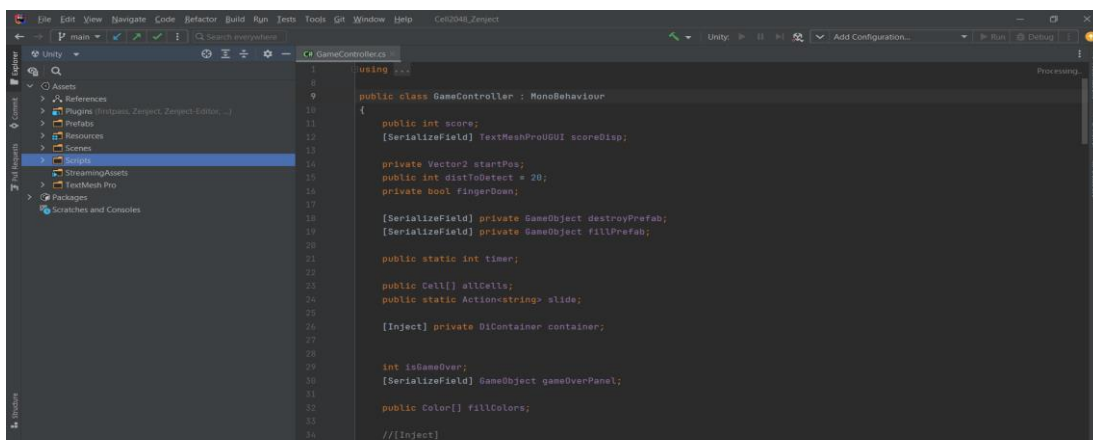 File Edit View Navigate Code Refactor Build Run Tests Tools Git Window Help Cell2048_Zenject
main Search everywhere Unity: Add Configuration... Run Debug
Unity
GameController.cs
Explorer
Commit
Pull Requests
Structure
Assets
References
Plugins (firstpass, Zenject, Zenject-Editor, ...)
Prefabs
Resources
Scenes
Scripts
StreamingAssets
TextMesh Pro
Packages
Scratches and Consoles
Processing...
1 using ...
8
9 public class GameController : MonoBehaviour
10 {
11 public int score;
12 [SerializeField] TextMeshProUGUI scoreDisp;
13
14 private Vector2 startPos;
15 public int distToDetect = 20;
16 private bool fingerDown;
17
18 [SerializeField] private GameObject destroyPrefab;
19 [SerializeField] private GameObject fillPrefab;
20
21 public static int timer;
22
23 public Cell[] allCells;
24 public static Action<string> slide;
25
26 [Inject] private DiContainer container;
27
28
29 int isGameOver;
30 [SerializeField] GameObject gameOverPanel;
31
32 public Color[] fillColors;
33
34 //[Inject]